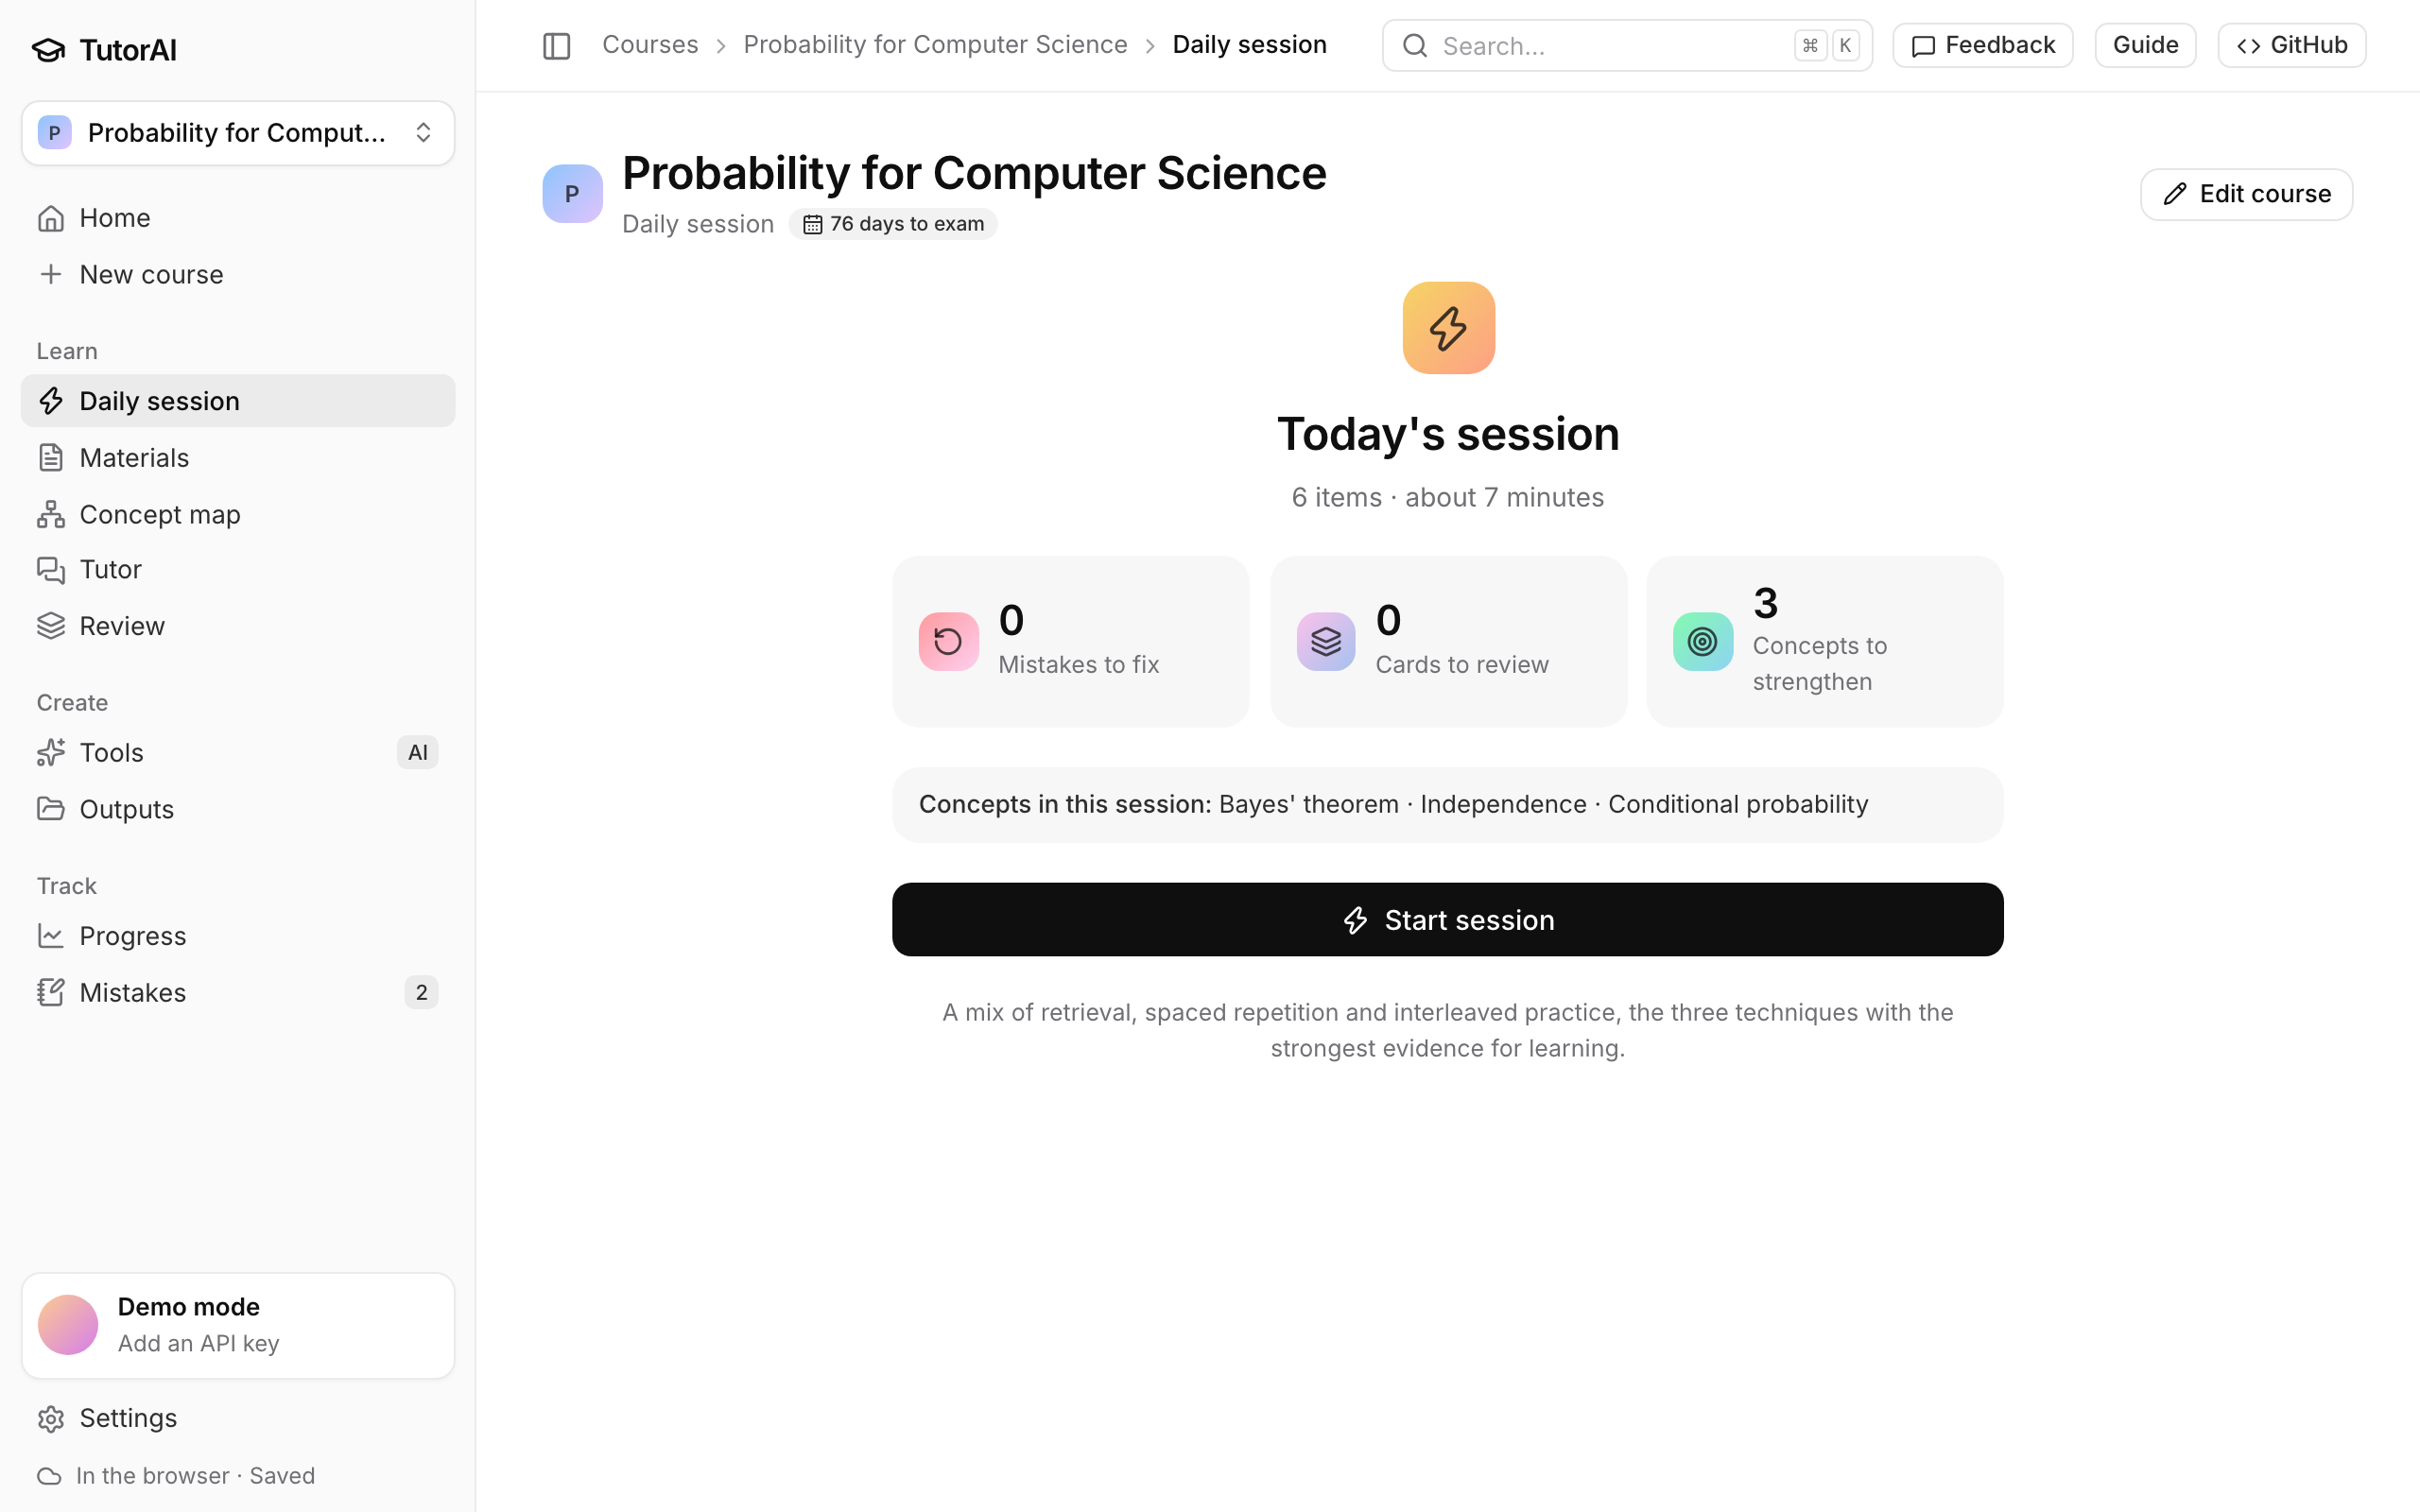 TutorAI
P Probability for Comput...
Home
New course
Learn
Daily session
Materials
Concept map
Tutor
Review
Create
Tools AI
Outputs
Track
Progress
Mistakes 2
Demo mode
Add an API key
Settings
In the browser · Saved
Courses > Probability for Computer Science > Daily session
Search... ⌘ K
Feedback
Guide
GitHub
P
Probability for Computer Science
Daily session 76 days to exam
Edit course
Today's session
6 items · about 7 minutes
0
Mistakes to fix
0
Cards to review
3
Concepts to
strengthen
Concepts in this session: Bayes' theorem · Independence · Conditional probability
Start session
A mix of retrieval, spaced repetition and interleaved practice, the three techniques with the
strongest evidence for learning.